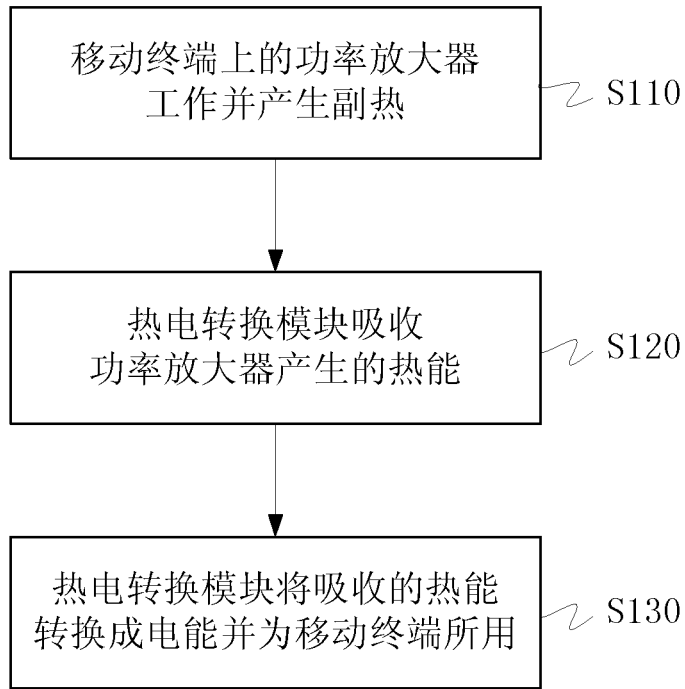 移动终端上的功率放大器
工作并产生副热
S110
热电转换模块吸收
功率放大器产生的热能
S120
热电转换模块将吸收的热能
转换成电能并为移动终端所用
S130